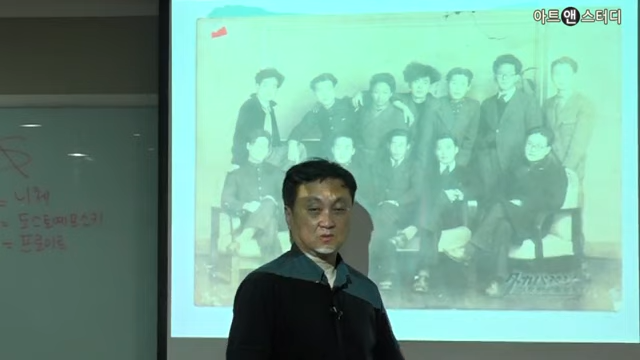 아트앤스터디
= 니체
= 도스토예프스키
= 프로이트